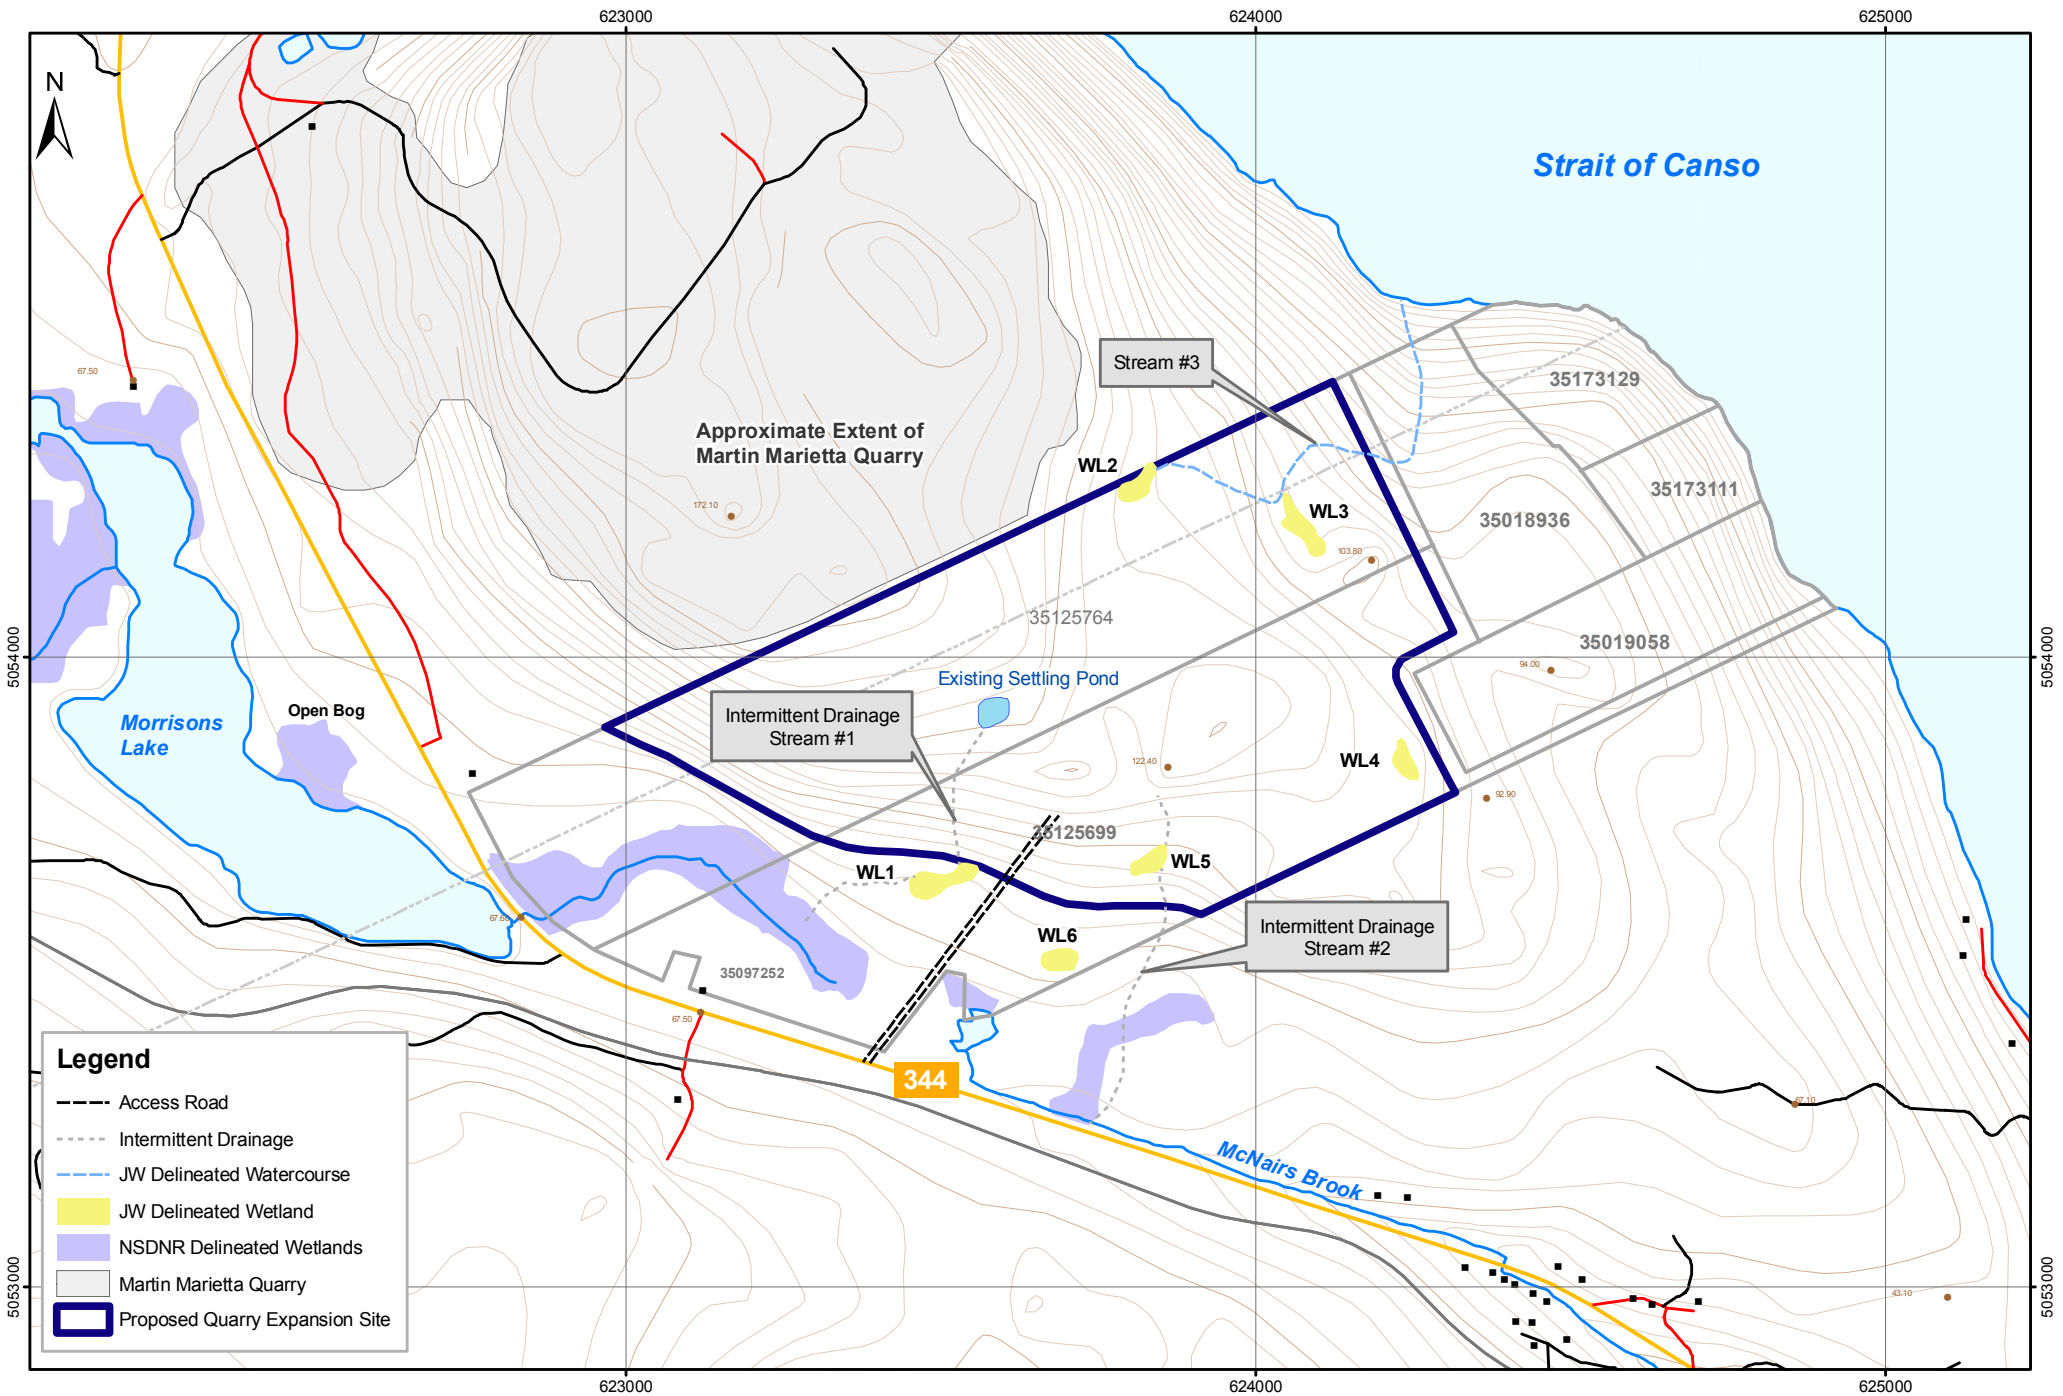 623000
624000
625000
N
Strait of Canso
Stream #3
67.50
35173129
Approximate Extent of
Martin Marietta Quarry
WL2
35173111
172.10
WL3
35018936
103.80
35125764
5054000
5054000
35019058
94.00
Existing Settling Pond
Open Bog
Morrisons
Lake
Intermittent Drainage
Stream #1
122.40
WL4
92.90
35125699
WL5
WL1
67.60
Intermittent Drainage
Stream #2
WL6
35097252
67.50
344
67.10
McNairs Brook
43.10
5053000
5053000
Legend
Access Road
Intermittent Drainage
JW Delineated Watercourse
JW Delineated Wetland
NSDNR Delineated Wetlands
Martin Marietta Quarry
Proposed Quarry Expansion Site
623000
624000
625000